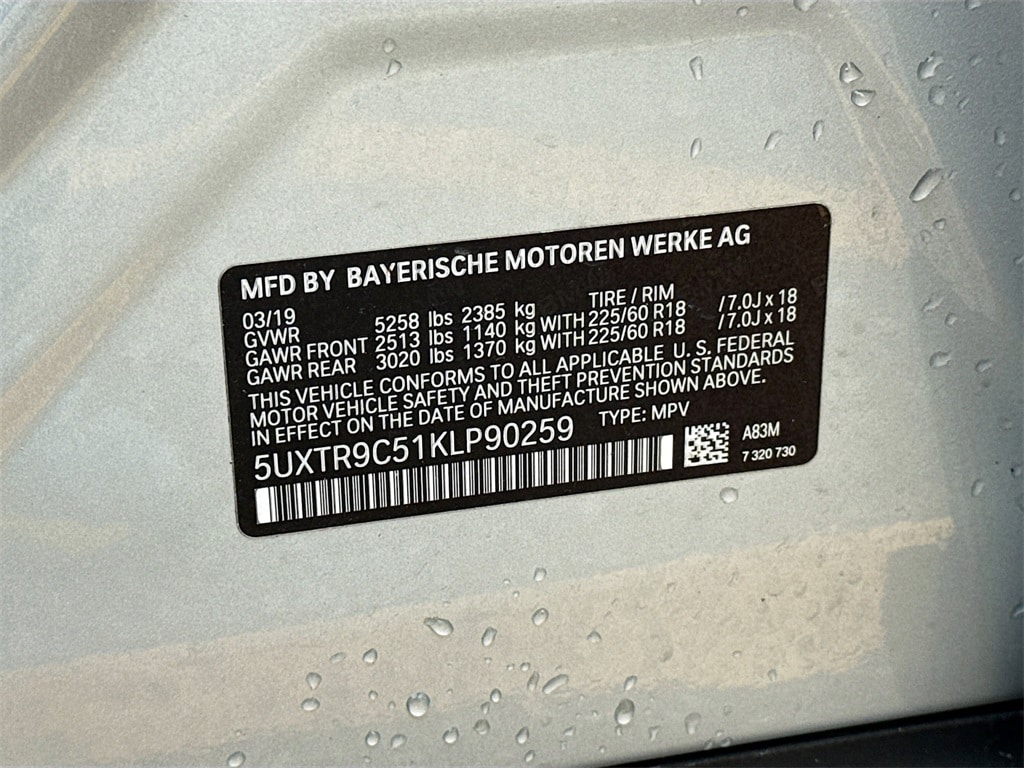 MFD BY BAYERISCHE MOTOREN WERKE AG
03/19 TIRE / RIM
GVWR 5258 lbs 2385 kg
GAWR FRONT 2513 lbs 1140 kg WITH 225/60 R18 /7.0J x 18
GAWR REAR 3020 lbs 1370 kg WITH 225/60 R18 /7.0J x 18
THIS VEHICLE CONFORMS TO ALL APPLICABLE U.S. FEDERAL
MOTOR VEHICLE SAFETY AND THEFT PREVENTION STANDARDS
IN EFFECT ON THE DATE OF MANUFACTURE SHOWN ABOVE.
5UXTR9C51KLP90259 TYPE: MPV
A83M
7 320 730